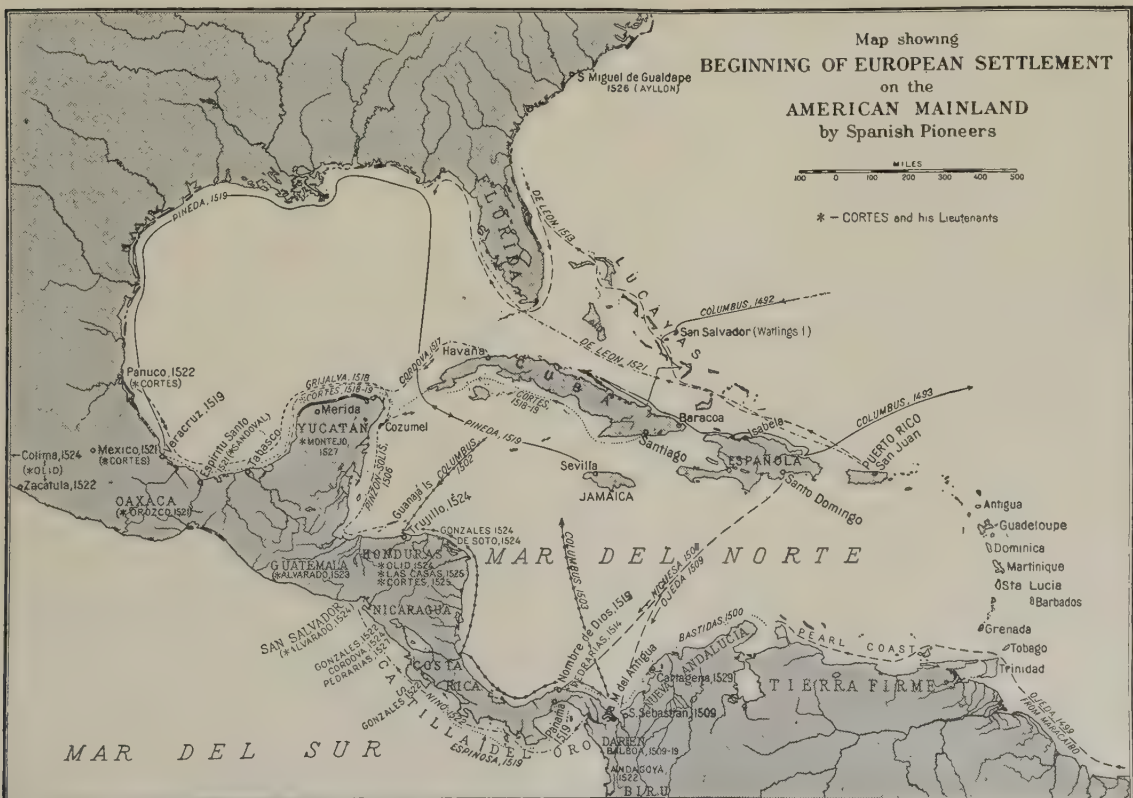 Map showing
BEGINNING OF EUROPEAN SETTLEMENT
on the
AMERICAN MAINLAND
by Spanish Pioneers
MILES
100 0 100 200 300 400 500
* – CORTES and his Lieutenants
S Miguel de Gualdape
1526 (AYLLON)
PINEDA, 1519
FLORIDA
DE LEON, 1513
LUCAYAS
COLUMBUS, 1492
San Salvador (Watlings I)
DE LEON, 1521
Havana
CORDOVA, 1517
CUBA
GRIJALVA, 1518
CORTES, 1518-19
CORTES,
1518-19
Baracoa
Santiago
Isabela
COLUMBUS, 1493
PUERTO RICO
San Juan
ESPAÑOLA
Santo Domingo
Panuco, 1522
(*CORTES)
Veracruz, 1519
Merida
YUCATÁN
*MONTEJO,
1527
Cozumel
Mexico, 1521
(*CORTES)
Espiritu Santo
1521 (*SANDOVAL)
Tabasco
Colima, 1524
(*OLID)
Zacatula, 1522
OAXACA
(*OROZCO, 1521)
PINZON-SOLIS,
1506
Guanaja Is
COLUMBUS
1502
PINEDA, 1519
Sevilla
JAMAICA
Trujillo, 1524
GONZALES 1524
DE SOTO, 1524
GUATEMALA
(*ALVARADO, 1523)
HONDURAS
*OLID, 1524
*LAS CASAS, 1525
*CORTES, 1525
MAR DEL NORTE
COLUMBUS, 1503
NICUESA, 1509
OJEDA, 1509
Antigua
Guadeloupe
Dominica
Martinique
Sta Lucia
Barbados
Grenada
Tobago
Trinidad
NICARAGUA
SAN SALVADOR
(*ALVARADO, 1524)
GONZALES, 1522
CORDOVA, 1524
PEDRARIAS, 1527
COSTA
RICA
Nombre de Dios, 1519
PEDRARIAS, 1514
M del Antigua
BASTIDAS, 1500
NUEVA ANDALUCIA
Cartagena, 1529
PEARL COAST
TIERRA FIRME
OJEDA, 1499
FROM MARACAIBO
GONZALES, 1522
NINO, 1522
CASTILLA DEL ORO
ESPINOSA, 1519
Panama
1519
S. Sebastian, 1509
DARIEN
BALBOA, 1509-19
ANDAGOYA,
1522
BIRU
MAR DEL SUR